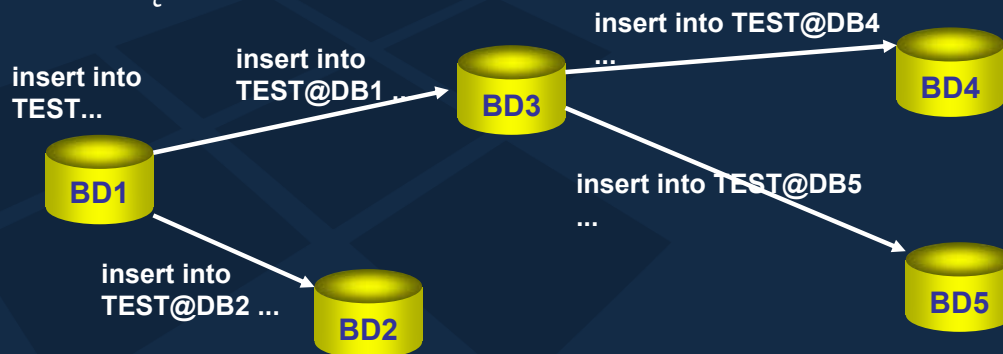 insert into TEST@DB4
...
insert into
TEST@DB1 ...
insert into
TEST...
BD3
BD4
BD1
insert into TEST@DB5
...
insert into
TEST@DB2 ...
BD2
BD5